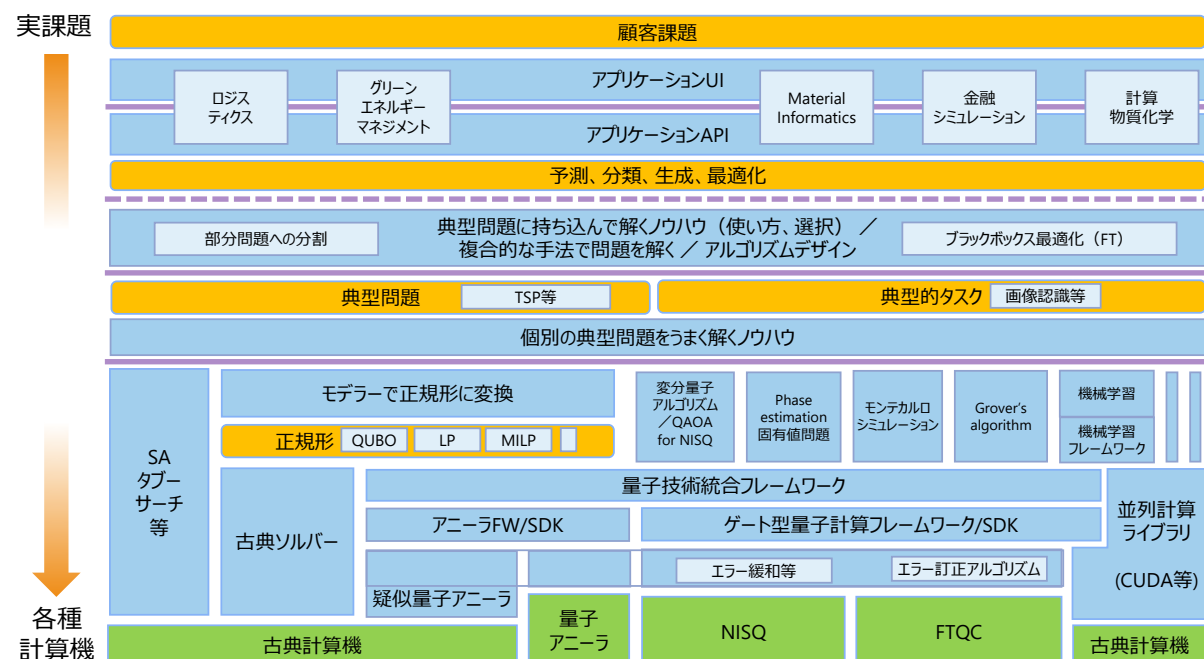 実課題
顧客課題
アプリケーションUI
ロジス
ティクス
グリーン
エネルギー
マネジメント
Material
Informatics
金融
シミュレーション
計算
物質化学
アプリケーションAPI
予測、分類、生成、最適化
部分問題への分割
典型問題に持ち込んで解くノウハウ（使い方、選択） ／
複合的な手法で問題を解く ／ アルゴリズムデザイン
ブラックボックス最適化（FT）
典型問題
TSP等
典型的タスク
画像認識等
個別の典型問題をうまく解くノウハウ
SA
タブー
サーチ
等
モデラーで正規形に変換
正規形
QUBO
LP
MILP
変分量子
アルゴリズム
／QAOA
for NISQ
Phase
estimation
固有値問題
モンテカルロ
シミュレーション
Grover's
algorithm
機械学習
機械学習
フレームワーク
古典ソルバー
量子技術統合フレームワーク
アニーラFW/SDK
ゲート型量子計算フレームワーク/SDK
並列計算
ライブラリ
(CUDA等)
エラー緩和等
エラー訂正アルゴリズム
疑似量子アニーラ
量子
アニーラ
NISQ
FTQC
古典計算機
古典計算機
各種
計算機